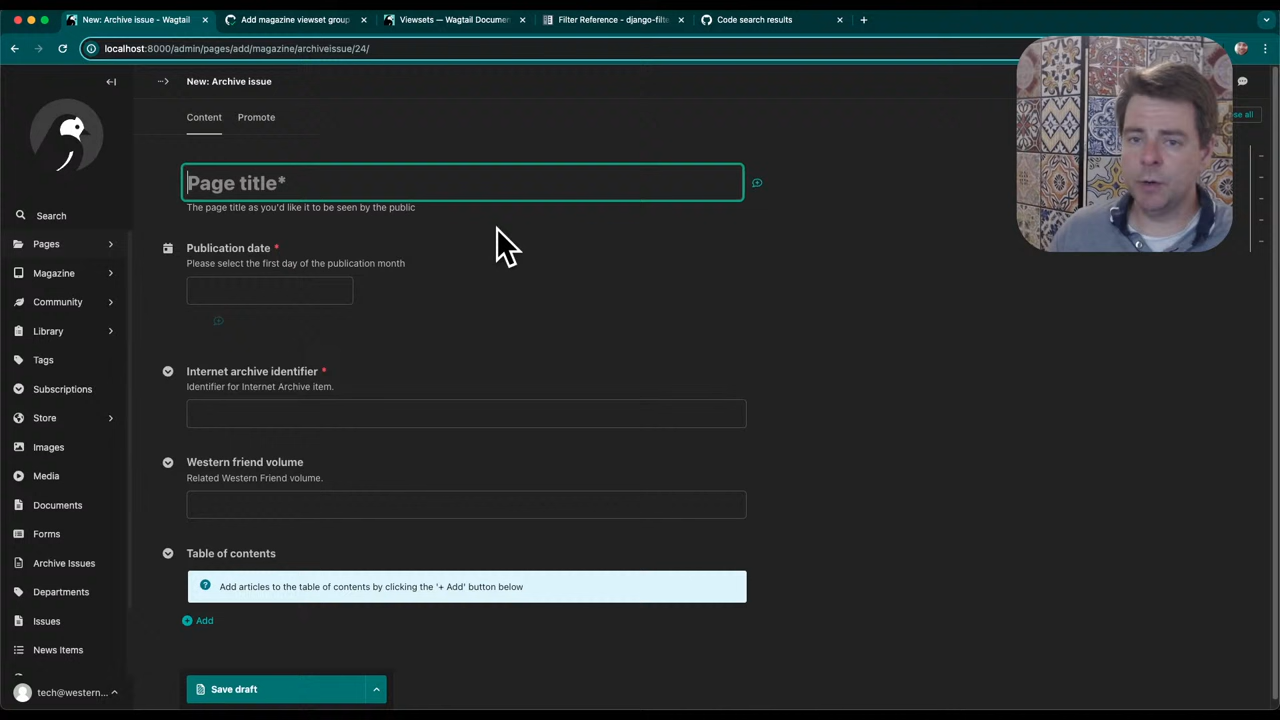 New: Archive issue - Wagtail
Add magazine viewset group
Viewsets — Wagtail Documen
Filter Reference - django-filte
Code search results
localhost:8000/admin/pages/add/magazine/archiveissue/24/
New: Archive issue
se all
Content
Promote
Page title*
The page title as you'd like it to be seen by the public
Search
Pages
Magazine
Community
Library
Tags
Subscriptions
Store
Images
Media
Documents
Forms
Archive Issues
Departments
Issues
News Items
tech@western...
Publication date *
Please select the first day of the publication month
Internet archive identifier *
Identifier for Internet Archive item.
Western friend volume
Related Western Friend volume.
Table of contents
Add articles to the table of contents by clicking the '+ Add' button below
Add
Save draft